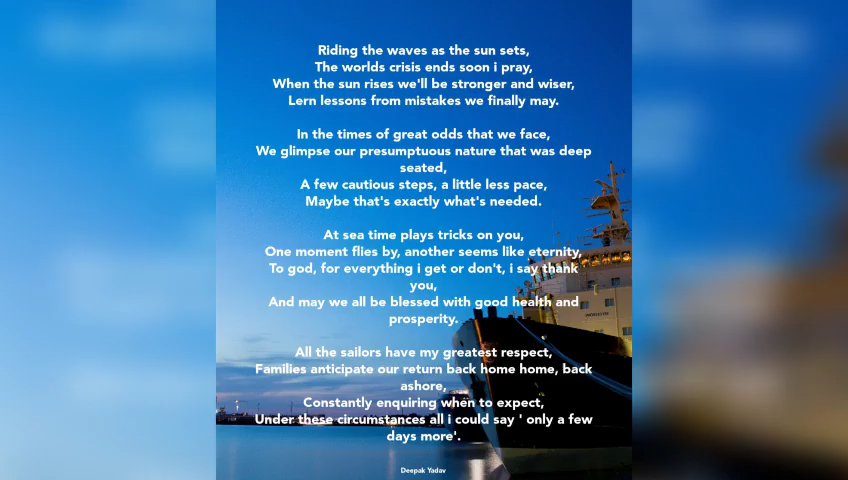 Riding the waves as the sun sets,
The worlds crisis ends soon i pray,
When the sun rises we'll be stronger and wiser,
Lern lessons from mistakes we finally may.
In the times of great odds that we face,
We glimpse our presumptuous nature that was deep
seated,
A few cautious steps, a little less pace,
Maybe that's exactly what's needed.
At sea time plays tricks on you,
One moment flies by, another seems like eternity,
To god, for everything i get or don't, i say thank
you,
And may we all be blessed with good health and
prosperity.
All the sailors have my greatest respect,
Families anticipate our return back home home, back
ashore,
Constantly enquiring when to expect,
Under these circumstances all i could say ' only a few
days more'.
Deepak Yadav